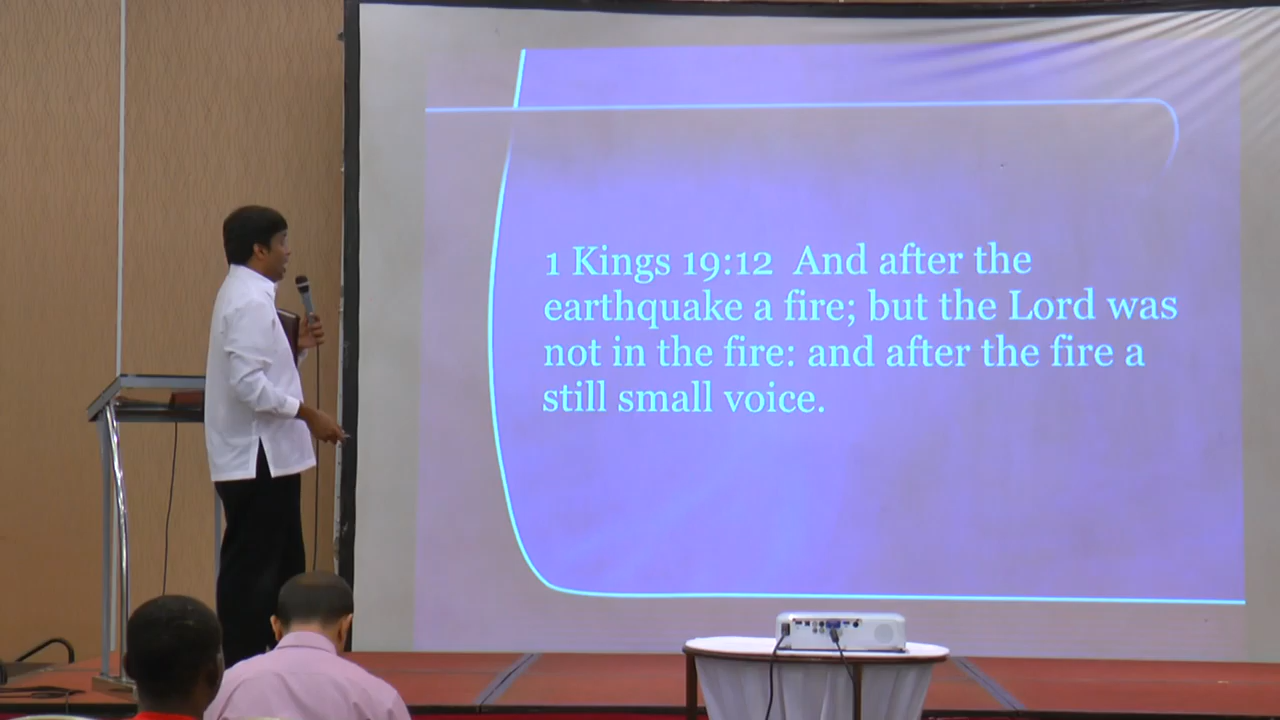 1 Kings 19:12  And after the
earthquake a fire; but the Lord was
not in the fire: and after the fire a
still small voice.